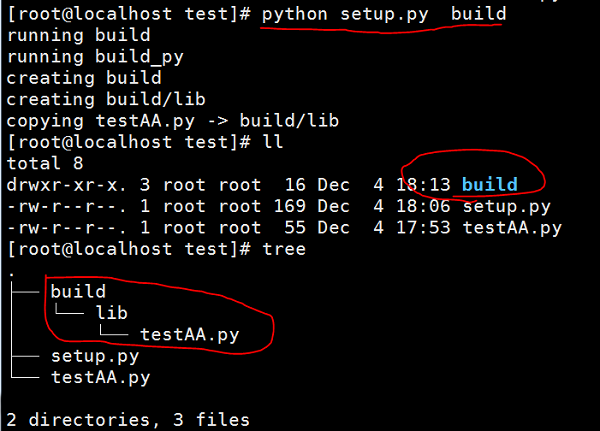 [root@localhost test]# python setup.py  build
running build
running build_py
creating build
creating build/lib
copying testAA.py -> build/lib
[root@localhost test]# ll
total 8
drwxr-xr-x. 3 root root  16 Dec  4 18:13 build
-rw-r--r--. 1 root root 169 Dec  4 18:06 setup.py
-rw-r--r--. 1 root root  55 Dec  4 17:53 testAA.py
[root@localhost test]# tree
.
├── build
│   └── lib
│       └── testAA.py
├── setup.py
└── testAA.py

2 directories, 3 files